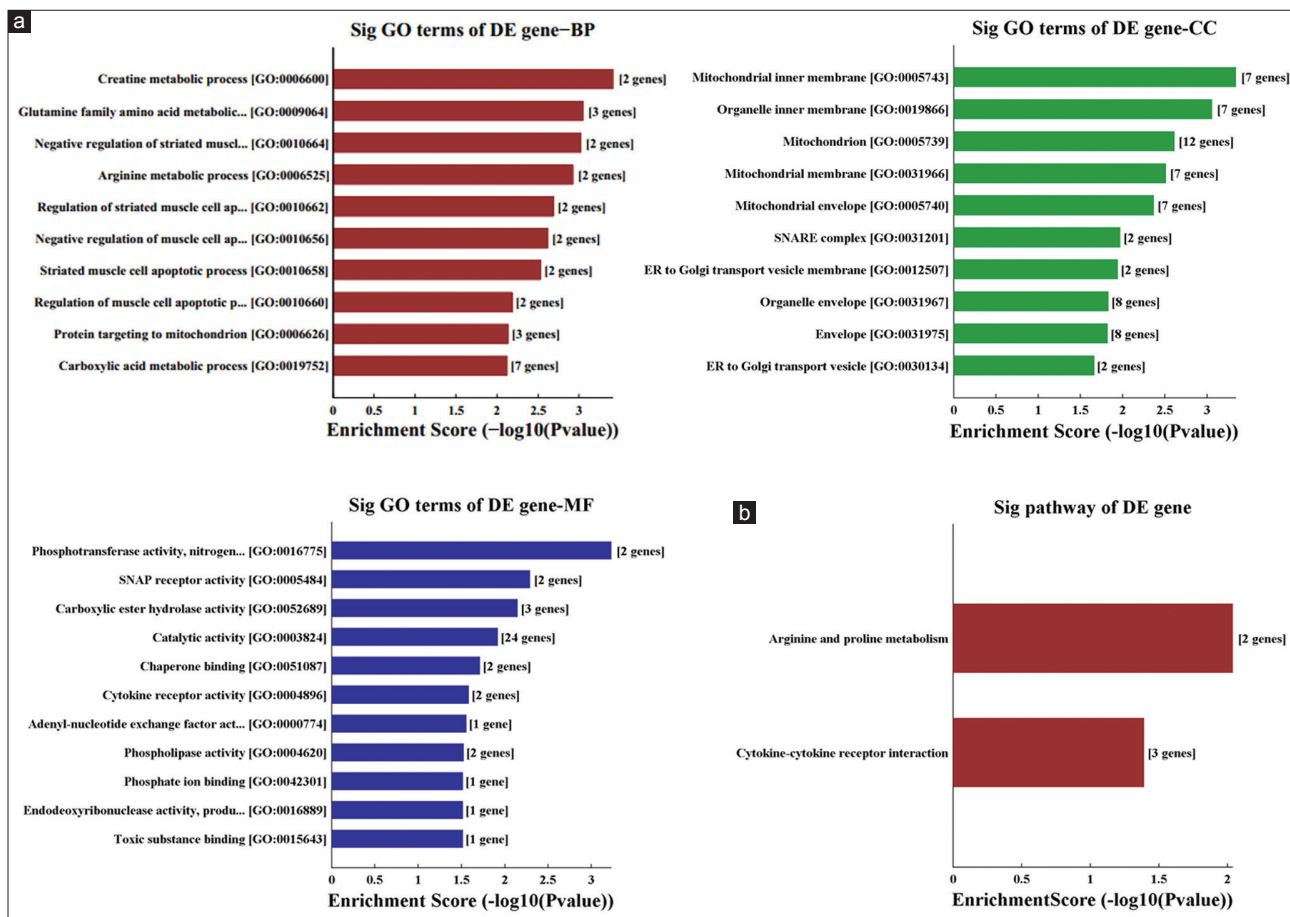 a
Sig GO terms of DE gene−BP
Creatine metabolic process [GO:0006600]
[2 genes]
Glutamine family amino acid metabolic... [GO:0009064]
[3 genes]
Negative regulation of striated muscl... [GO:0010664]
[2 genes]
Arginine metabolic process [GO:0006525]
[2 genes]
Regulation of striated muscle cell ap... [GO:0010662]
[2 genes]
Negative regulation of muscle cell ap... [GO:0010656]
[2 genes]
Striated muscle cell apoptotic process [GO:0010658]
[2 genes]
Regulation of muscle cell apoptotic p... [GO:0010660]
[2 genes]
Protein targeting to mitochondrion [GO:0006626]
[3 genes]
Carboxylic acid metabolic process [GO:0019752]
[7 genes]
0 0.5 1 1.5 2 2.5 3
Enrichment Score (−log10(Pvalue))
Sig GO terms of DE gene-CC
Mitochondrial inner membrane [GO:0005743]
[7 genes]
Organelle inner membrane [GO:0019866]
[7 genes]
Mitochondrion [GO:0005739]
[12 genes]
Mitochondrial membrane [GO:0031966]
[7 genes]
Mitochondrial envelope [GO:0005740]
[7 genes]
SNARE complex [GO:0031201]
[2 genes]
ER to Golgi transport vesicle membrane [GO:0012507]
[2 genes]
Organelle envelope [GO:0031967]
[8 genes]
Envelope [GO:0031975]
[8 genes]
ER to Golgi transport vesicle [GO:0030134]
[2 genes]
0 0.5 1 1.5 2 2.5 3
Enrichment Score (-log10(Pvalue))
Sig GO terms of DE gene-MF
Phosphotransferase activity, nitrogen... [GO:0016775]
[2 genes]
SNAP receptor activity [GO:0005484]
[2 genes]
Carboxylic ester hydrolase activity [GO:0052689]
[3 genes]
Catalytic activity [GO:0003824]
[24 genes]
Chaperone binding [GO:0051087]
[2 genes]
Cytokine receptor activity [GO:0004896]
[2 genes]
Adenyl-nucleotide exchange factor act... [GO:0000774]
[1 gene]
Phospholipase activity [GO:0004620]
[2 genes]
Phosphate ion binding [GO:0042301]
[1 gene]
Endodeoxyribonuclease activity, produ... [GO:0016889]
[1 gene]
Toxic substance binding [GO:0015643]
[1 gene]
0 0.5 1 1.5 2 2.5 3
Enrichment Score (-log10(Pvalue))
b
Sig pathway of DE gene
Arginine and proline metabolism
[2 genes]
Cytokine-cytokine receptor interaction
[3 genes]
0 0.5 1 1.5 2
EnrichmentScore (-log10(Pvalue))